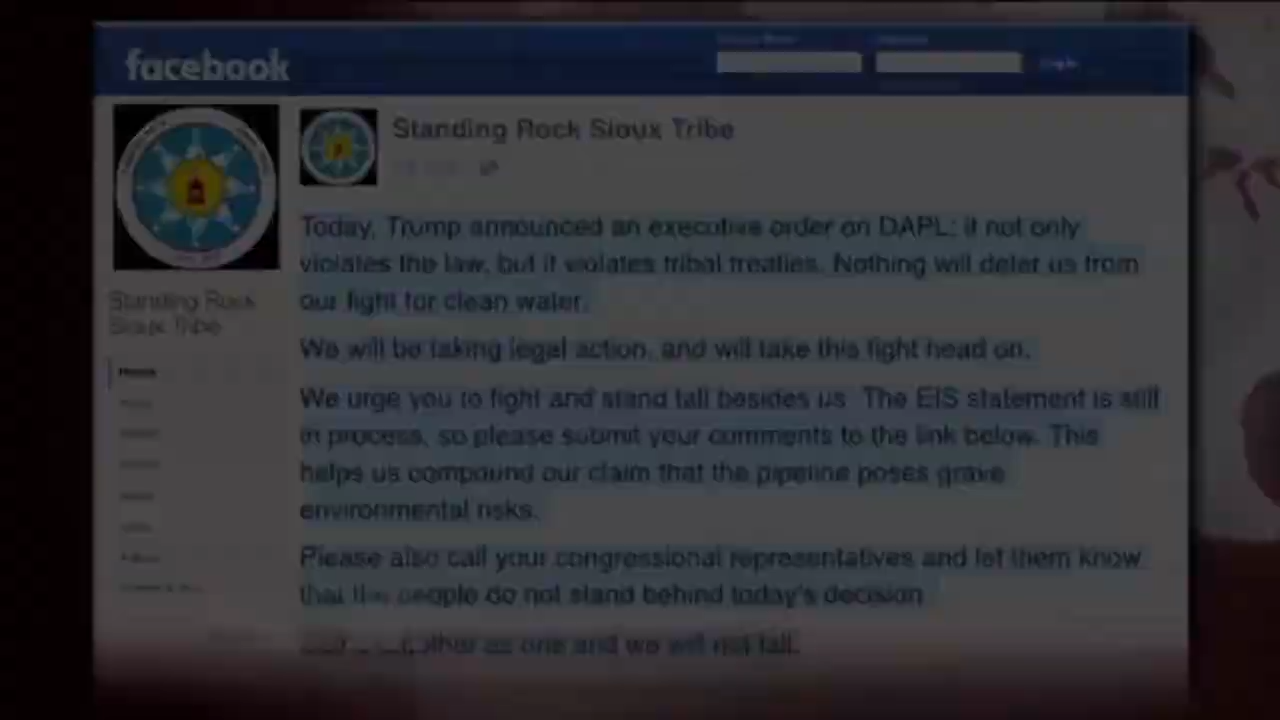 facebook
Standing Rock Sioux Tribe
Today, Trump announced an executive order on DAPL; it not only
violates the law, but it violates tribal treaties. Nothing will deter us from
our fight for clean water.
We will be taking legal action, and will take this fight head on.
We urge you to fight and stand tall besides us. The EIS statement is still
in process, so please submit your comments to the link below. This
helps us compound our claim that the pipeline poses grave
environmental risks.
Please also call your congressional representatives and let them know
that the people do not stand behind today's decision
as one and we will not fall.
Standing Rock
Sioux Tribe
Home